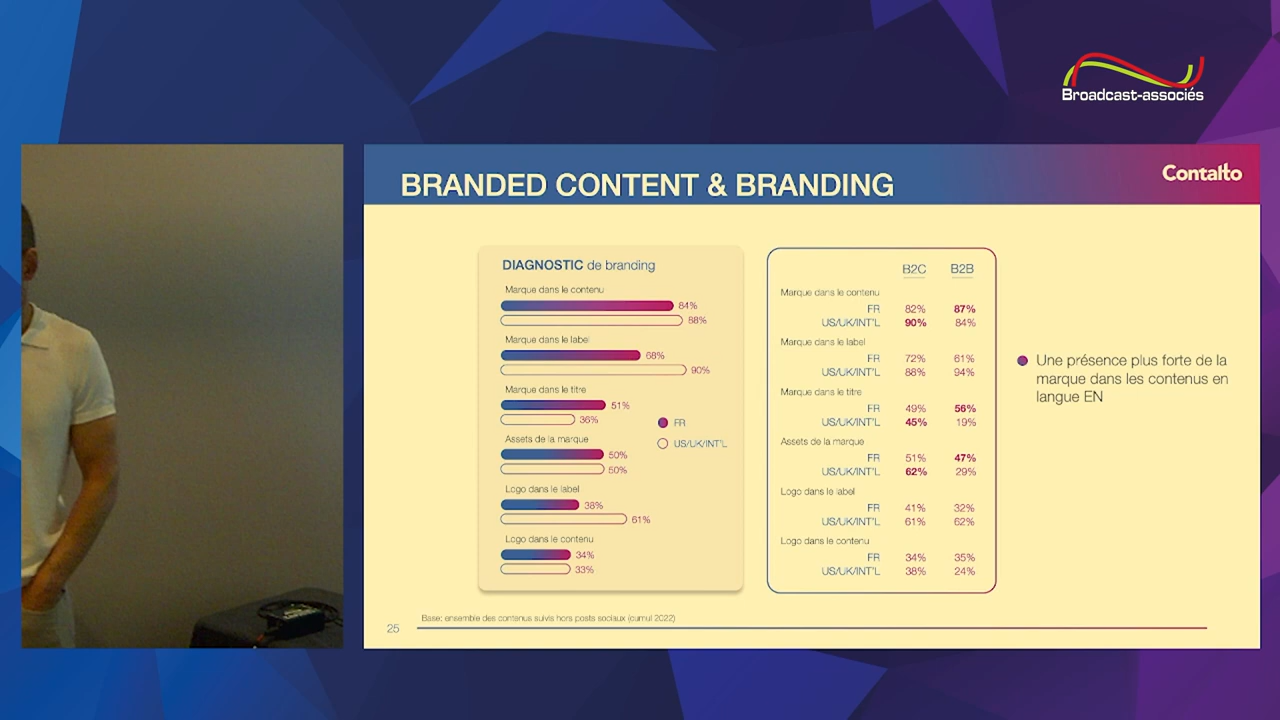 Broadcast-associés
BRANDED CONTENT & BRANDING
Contalto
DIAGNOSTIC de branding
Marque dans le contenu
84%
88%
Marque dans le label
68%
90%
Marque dans le titre
51%
36%
Assets de la marque
50%
50%
Logo dans le label
38%
61%
Logo dans le contenu
34%
33%
FR
US/UK/INT'L
B2C B2B
Marque dans le contenu
FR 82% 87%
US/UK/INT'L 90% 84%
Marque dans le label
FR 72% 61%
US/UK/INT'L 88% 94%
Marque dans le titre
FR 49% 56%
US/UK/INT'L 45% 19%
Assets de la marque
FR 51% 47%
US/UK/INT'L 62% 29%
Logo dans le label
FR 41% 32%
US/UK/INT'L 61% 62%
Logo dans le contenu
FR 34% 35%
US/UK/INT'L 38% 24%
Une présence plus forte de la
marque dans les contenus en
langue EN
Base: ensemble des contenus suivis hors posts sociaux (cumul 2022)
25